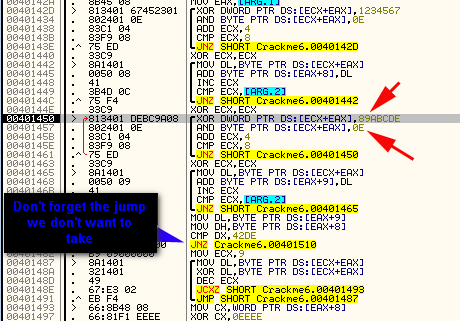 0040142A . 8B45 08 MOV EAX,[ARG.1]
0040142D > 813401 67452301 XOR DWORD PTR DS:[ECX+EAX],1234567
00401434 . 802401 0E AND BYTE PTR DS:[ECX+EAX],0E
00401438 . 83C1 04 ADD ECX,4
0040143B . 83F9 08 CMP ECX,8
0040143E .^75 ED JNZ SHORT Crackme6.0040142D
00401440 . 33C9 XOR ECX,ECX
00401442 > 8A1401 MOV DL,BYTE PTR DS:[ECX+EAX]
00401445 . 0050 08 ADD BYTE PTR DS:[EAX+8],DL
00401448 . 41 INC ECX
00401449 . 3B4D 0C CMP ECX,[ARG.2]
0040144C .^75 F4 JNZ SHORT Crackme6.00401442
0040144E . 33C9 XOR ECX,ECX
00401450 > 813401 DEBC9A08 XOR DWORD PTR DS:[ECX+EAX],89ABCDE
00401457 . 802401 0E AND BYTE PTR DS:[ECX+EAX],0E
0040145B . 83C1 04 ADD ECX,4
0040145E . 83F9 08 CMP ECX,8
00401461 .^75 ED JNZ SHORT Crackme6.00401450
00401463 . 33C9 XOR ECX,ECX
00401465 > 8A1401 MOV DL,BYTE PTR DS:[ECX+EAX]
00401468 . 0050 09 ADD BYTE PTR DS:[EAX+9],DL
41 INC ECX
CMP ECX,[ARG.2]
JNZ SHORT Crackme6.00401465
MOV DL,BYTE PTR DS:[EAX+8]
MOV DH,BYTE PTR DS:[EAX+9]
CMP DX,42DE
JNZ Crackme6.00401510
MOV ECX,9
Don't forget the jump
we don't want to
take
00401487 > 8A1401 MOV DL,BYTE PTR DS:[ECX+EAX]
0040148A . 321401 XOR DL,BYTE PTR DS:[ECX+EAX]
0040148D . 49 DEC ECX
0040148E . 67:E3 02 JCXZ SHORT Crackme6.00401493
00401491 .^EB F4 JMP SHORT Crackme6.00401487
00401493 > 66:8B48 08 MOV CX,WORD PTR DS:[EAX+8]
00401497 . 66:81F1 EEEE XOR CX,0EEEE